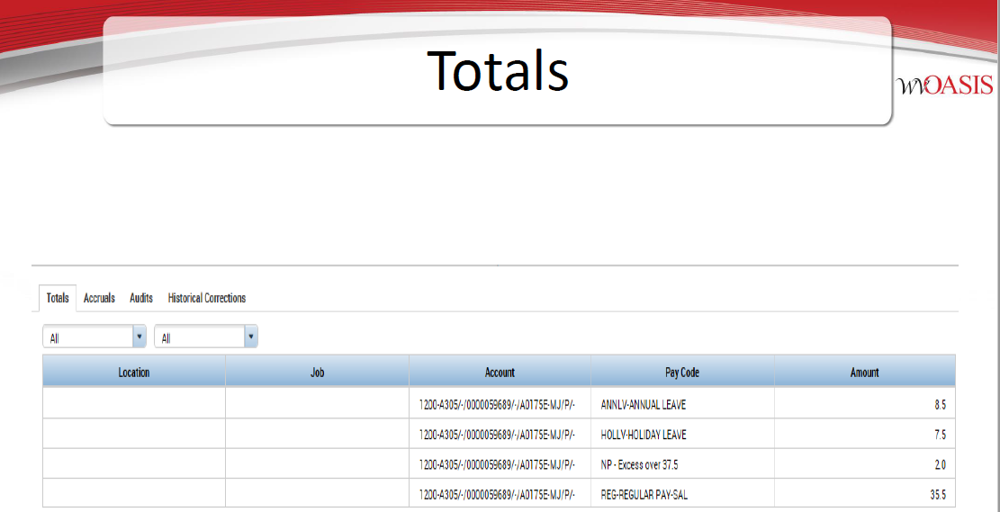 Totals
wvOASIS
Totals Accruals Audits Historical Corrections
All All
Location Job Account Pay Code Amount
1200-A305/-/0000059689/-/A0175E-MJ/P/- ANNLV-ANNUAL LEAVE 8.5
1200-A305/-/0000059689/-/A0175E-MJ/P/- HOLLV-HOLIDAY LEAVE 7.5
1200-A305/-/0000059689/-/A0175E-MJ/P/- NP - Excess over 37.5 2.0
1200-A305/-/0000059689/-/A0175E-MJ/P/- REG-REGULAR PAY-SAL 35.5